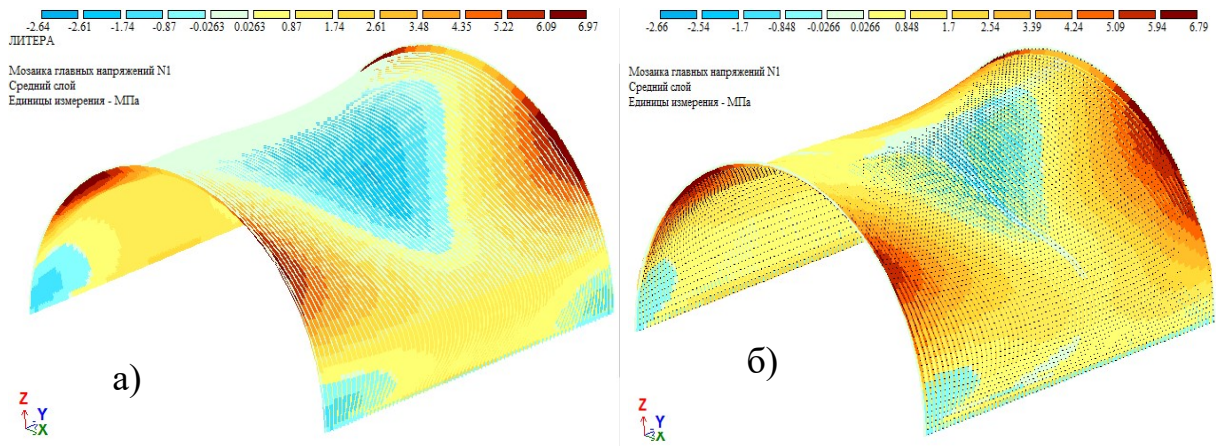 -2.64 -2.61 -1.74 -0.87 -0.0263 0.0263 0.87 1.74 2.61 3.48 4.35 5.22 6.09 6.97
ЛИТЕРА
Мозаика главных напряжений N1
Средний слой
Единицы измерения - МПа
а)
Z
Y
X
-2.66 -2.54 -1.7 -0.848 -0.0266 0.0266 0.848 1.7 2.54 3.39 4.24 5.09 5.94 6.79
Мозаика главных напряжений N1
Средний слой
Единицы измерения - МПа
б)
Z
Y
X